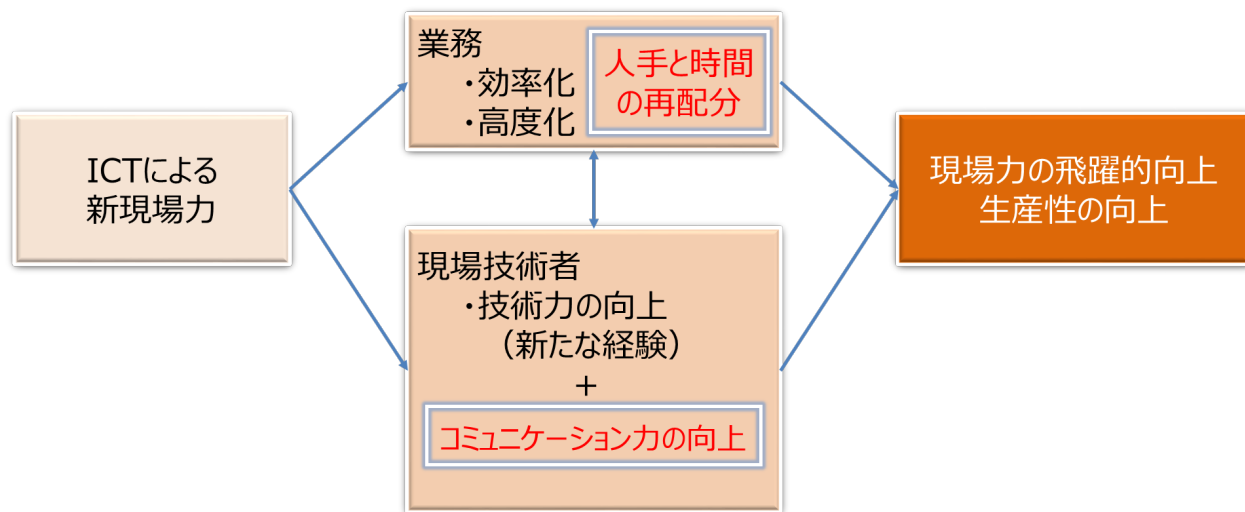 ICTによる
新現場力
業務
・効率化
・高度化
人手と時間
の再配分
現場技術者
・技術力の向上
（新たな経験）
+
コミュニケーション力の向上
現場力の飛躍的向上
生産性の向上